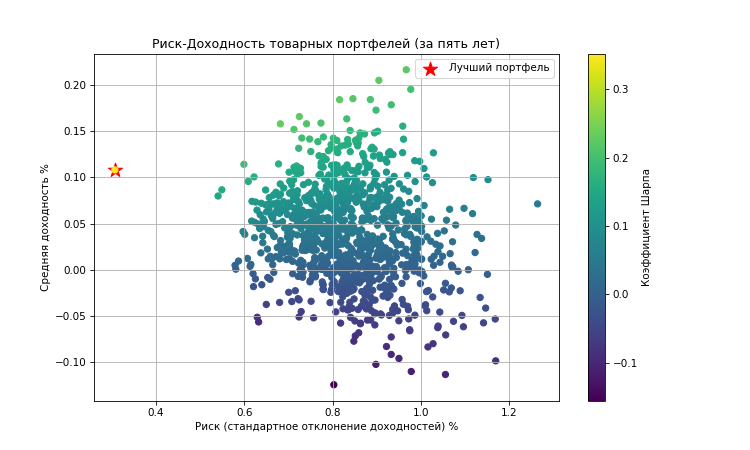 Риск-Доходность товарных портфелей (за пять лет)
Лучший портфель
Средняя доходность %
0.20
0.15
0.10
0.05
0.00
−0.05
−0.10
0.4 0.6 0.8 1.0 1.2
Риск (стандартное отклонение доходностей) %
0.3
0.2
0.1
0.0
−0.1
Коэффициент Шарпа